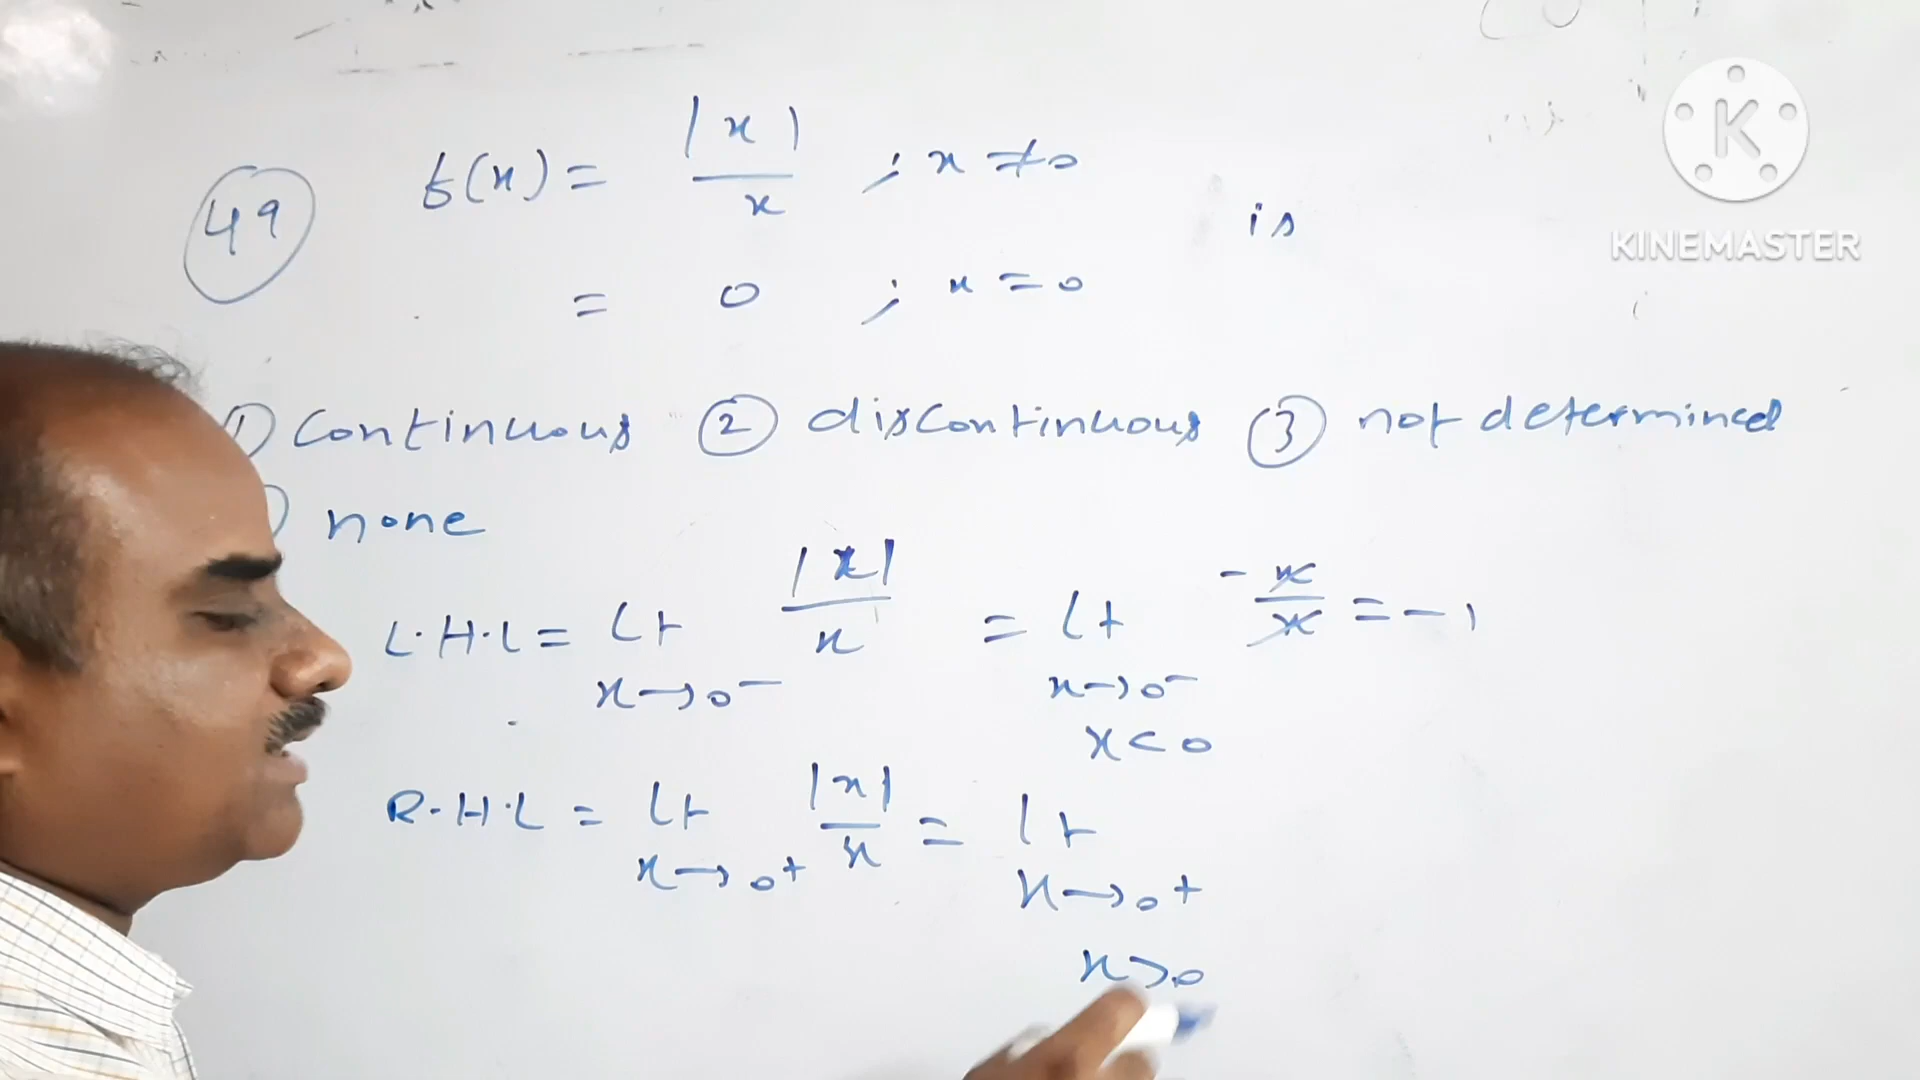 49 f(x) = |x| / x ; x ≠ 0 is
= 0 ; x = 0
① continuous ② discontinuous ③ not determined
none
L.H.L = Lt x→0− |x| / x = Lt x→0− x<0 -x / x = -1
R.H.L = Lt x→0+ |x| / x = Lt x→0+ x>0
K
KINEMASTER